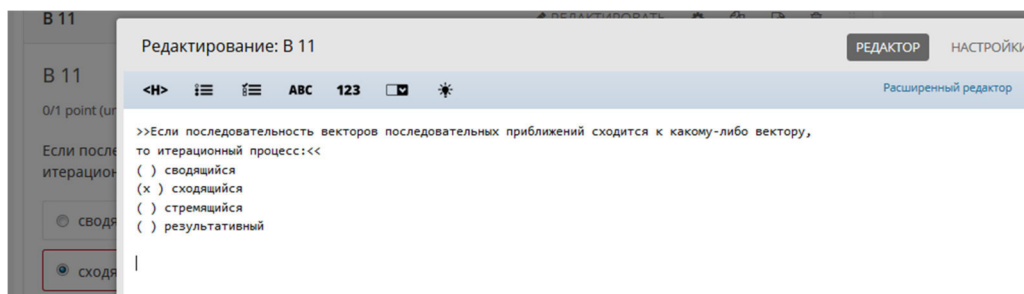 В 11
РЕДАКТИРОВАТЬ
Редактирование: В 11
РЕДАКТОР
НАСТРОЙКИ
В 11
<H> ABC 123
Расширенный редактор
0/1 point (ur
>>Если последовательность векторов последовательных приближений сходится к какому-либо вектору,
то итерационный процесс:<<
Если после
итерацион
( ) сводящийся
(x ) сходящийся
( ) стремящийся
( ) результативный
сводя
сходя